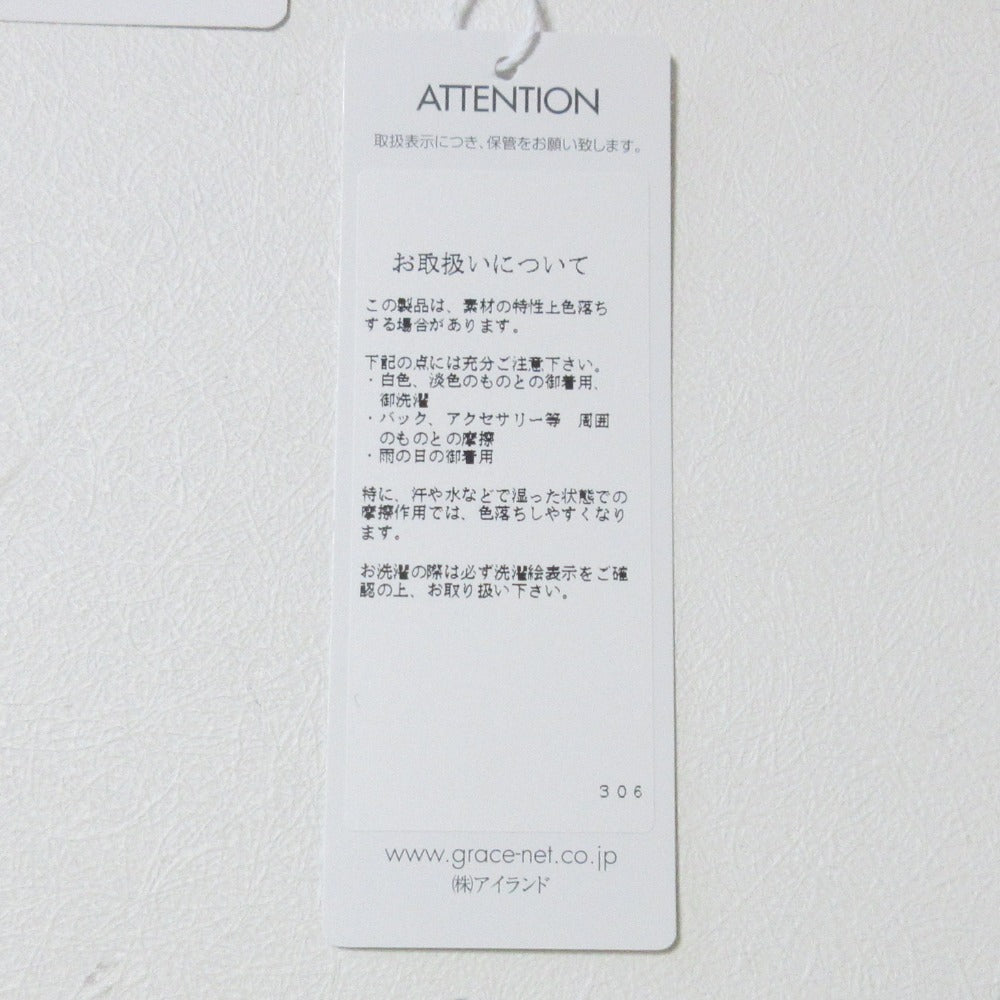 ATTENTION
取扱表示につき、保管をお願い致します。
お取扱いについて
この製品は、素材の特性上色落ち
する場合があります。
下記の点には充分ご注意下さい。
・白色、淡色のものとの御着用、
御洗濯
・バック、アクセサリー等　周囲
のものとの摩擦
・雨の日の御着用
特に、汗や水などで湿った状態での
摩擦作用では、色落ちしやすくなり
ます。
お洗濯の際は必ず洗濯絵表示をご確
認の上、お取り扱い下さい。
306
www.grace-net.co.jp
㈱アイランド